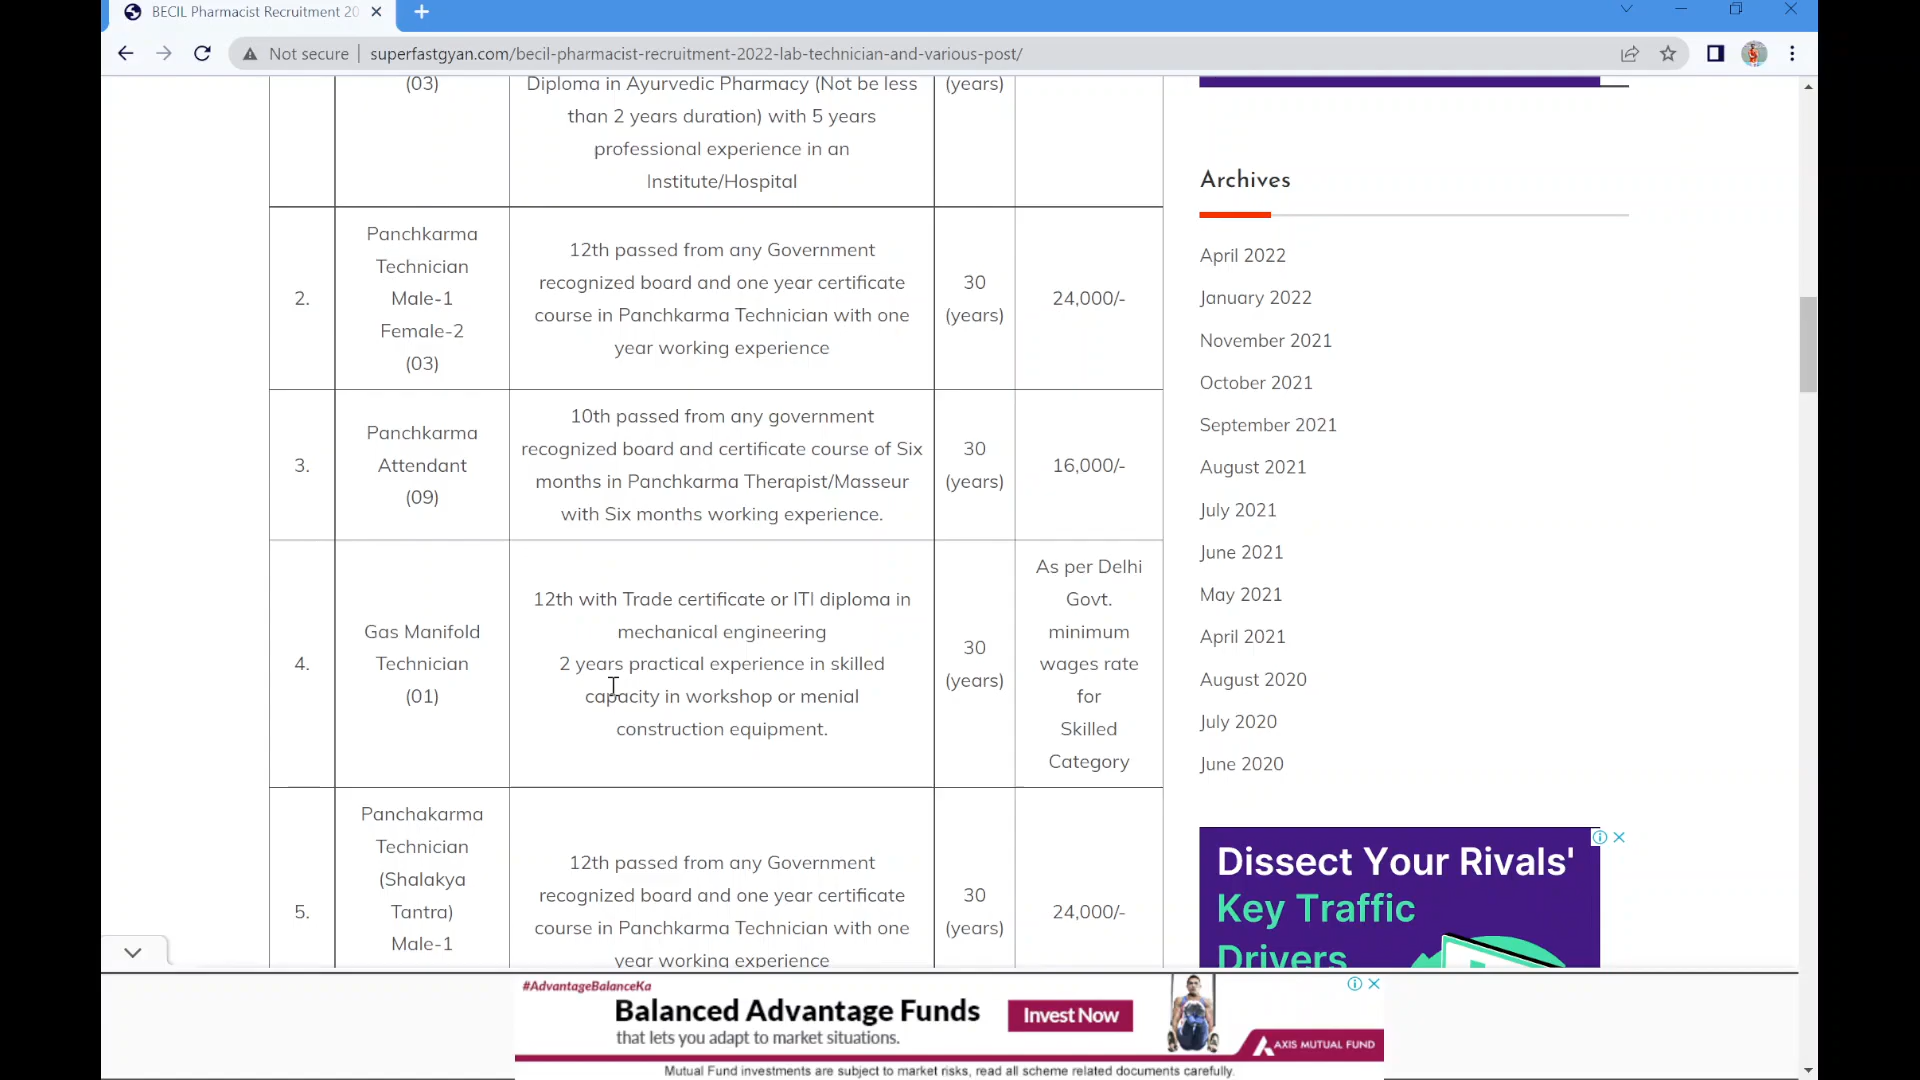 BECIL Pharmacist Recruitment 20
Not secure
superfastgyan.com/becil-pharmacist-recruitment-2022-lab-technician-and-various-post/
(03)
Diploma in Ayurvedic Pharmacy (Not be less
than 2 years duration) with 5 years
professional experience in an
Institute/Hospital
(years)
2.
Panchkarma
Technician
Male-1
Female-2
(03)
12th passed from any Government
recognized board and one year certificate
course in Panchkarma Technician with one
year working experience
30
(years)
24,000/-
3.
Panchkarma
Attendant
(09)
10th passed from any government
recognized board and certificate course of Six
months in Panchkarma Therapist/Masseur
with Six months working experience.
30
(years)
16,000/-
4.
Gas Manifold
Technician
(01)
12th with Trade certificate or ITI diploma in
mechanical engineering
2 years practical experience in skilled
capacity in workshop or menial
construction equipment.
30
(years)
As per Delhi
Govt.
minimum
wages rate
for
Skilled
Category
5.
Panchakarma
Technician
(Shalakya
Tantra)
Male-1
12th passed from any Government
recognized board and one year certificate
course in Panchkarma Technician with one
year working experience
30
(years)
24,000/-
Archives
April 2022
January 2022
November 2021
October 2021
September 2021
August 2021
July 2021
June 2021
May 2021
April 2021
August 2020
July 2020
June 2020
Dissect Your Rivals'
Key Traffic
Drivers
#AdvantageBalanceKa
Balanced Advantage Funds
that lets you adapt to market situations.
Invest Now
AXIS MUTUAL FUND
Mutual Fund investments are subject to market risks, read all scheme related documents carefully.